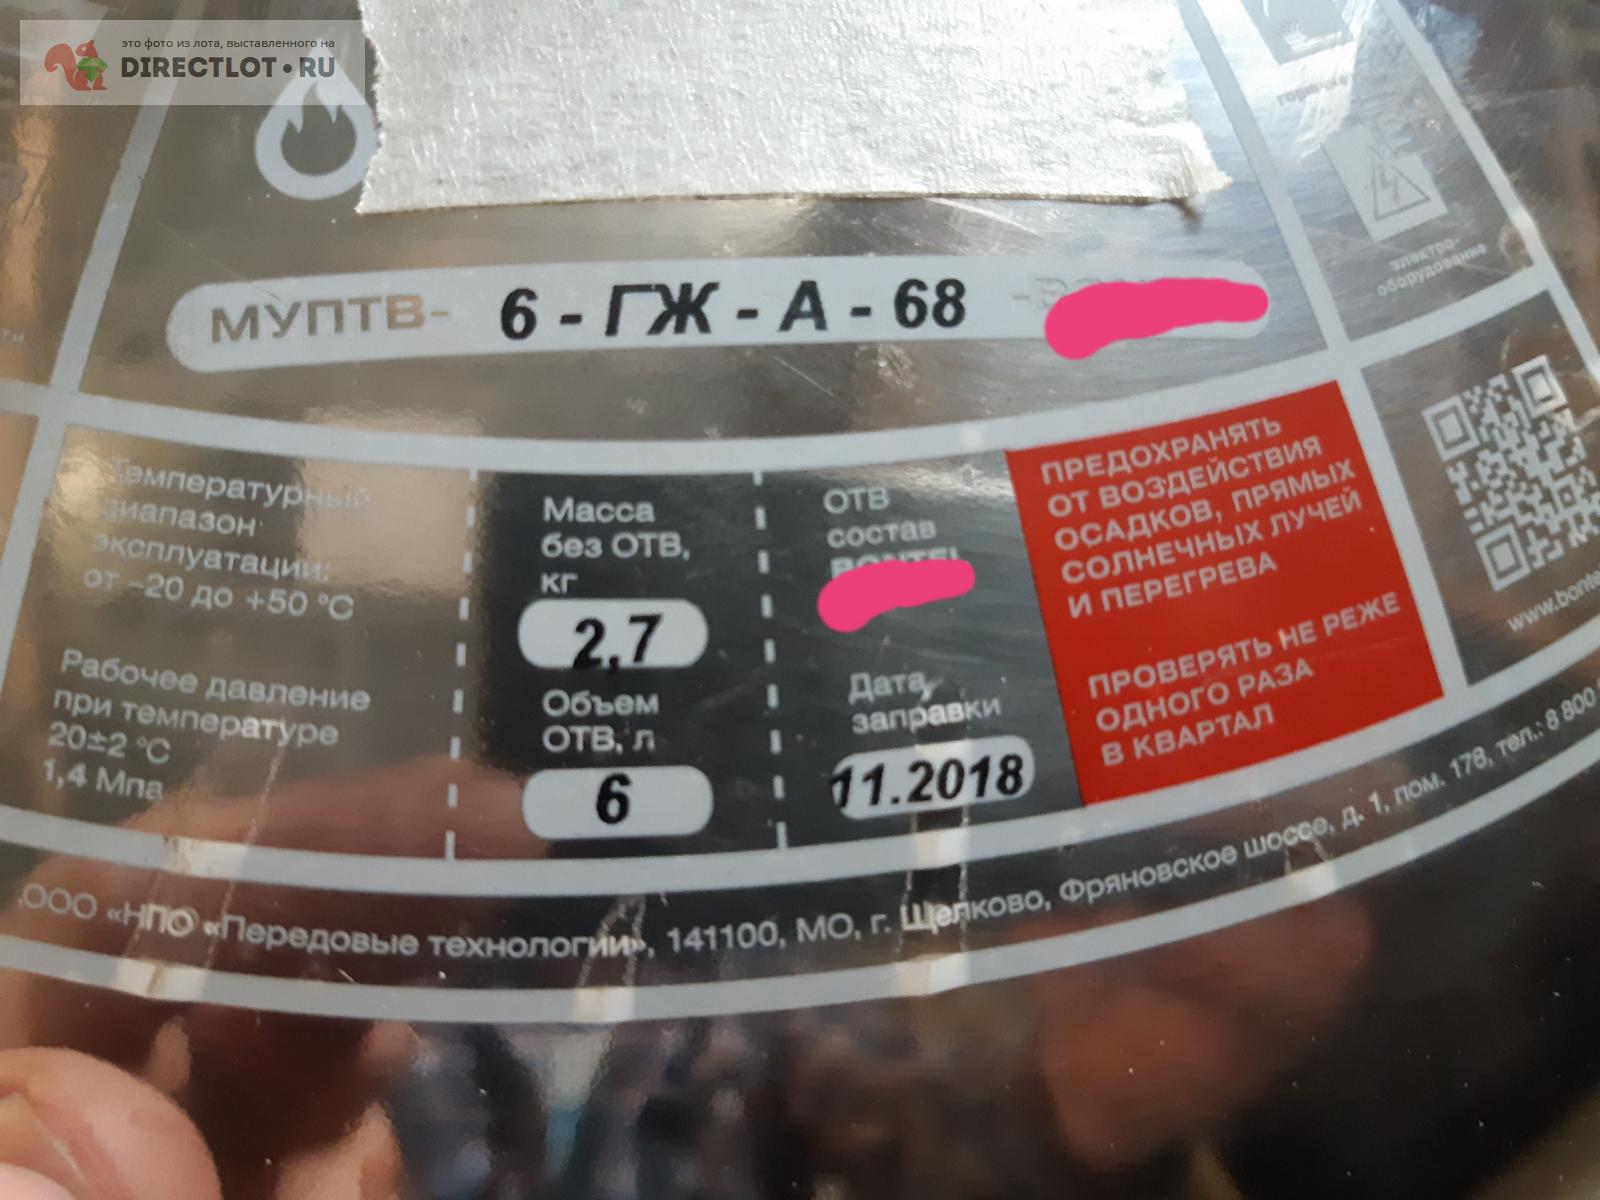 это фото из лота, выставленного на
DIRECTLOT•RU
МУПТВ- 6 - ГЖ - А - 68
электро-
оборудование
Температурный
диапазон
эксплуатации:
от -20 до +50 °C
Рабочее давление
при температуре
20±2 °C
1,4 Мпа
Масса
без ОТВ,
кг
2,7
Объем
ОТВ, л
6
ОТВ
состав
Дата
заправки
11.2018
ПРЕДОХРАНЯТЬ
ОТ ВОЗДЕЙСТВИЯ
ОСАДКОВ, ПРЯМЫХ
СОЛНЕЧНЫХ ЛУЧЕЙ
И ПЕРЕГРЕВА
ПРОВЕРЯТЬ НЕ РЕЖЕ
ОДНОГО РАЗА
В КВАРТАЛ
www.bonte
ООО «НПО «Передовые технологии», 141100, МО, г. Щелково, Фряновское шоссе, д. 1, пом. 178, тел.: 8 800